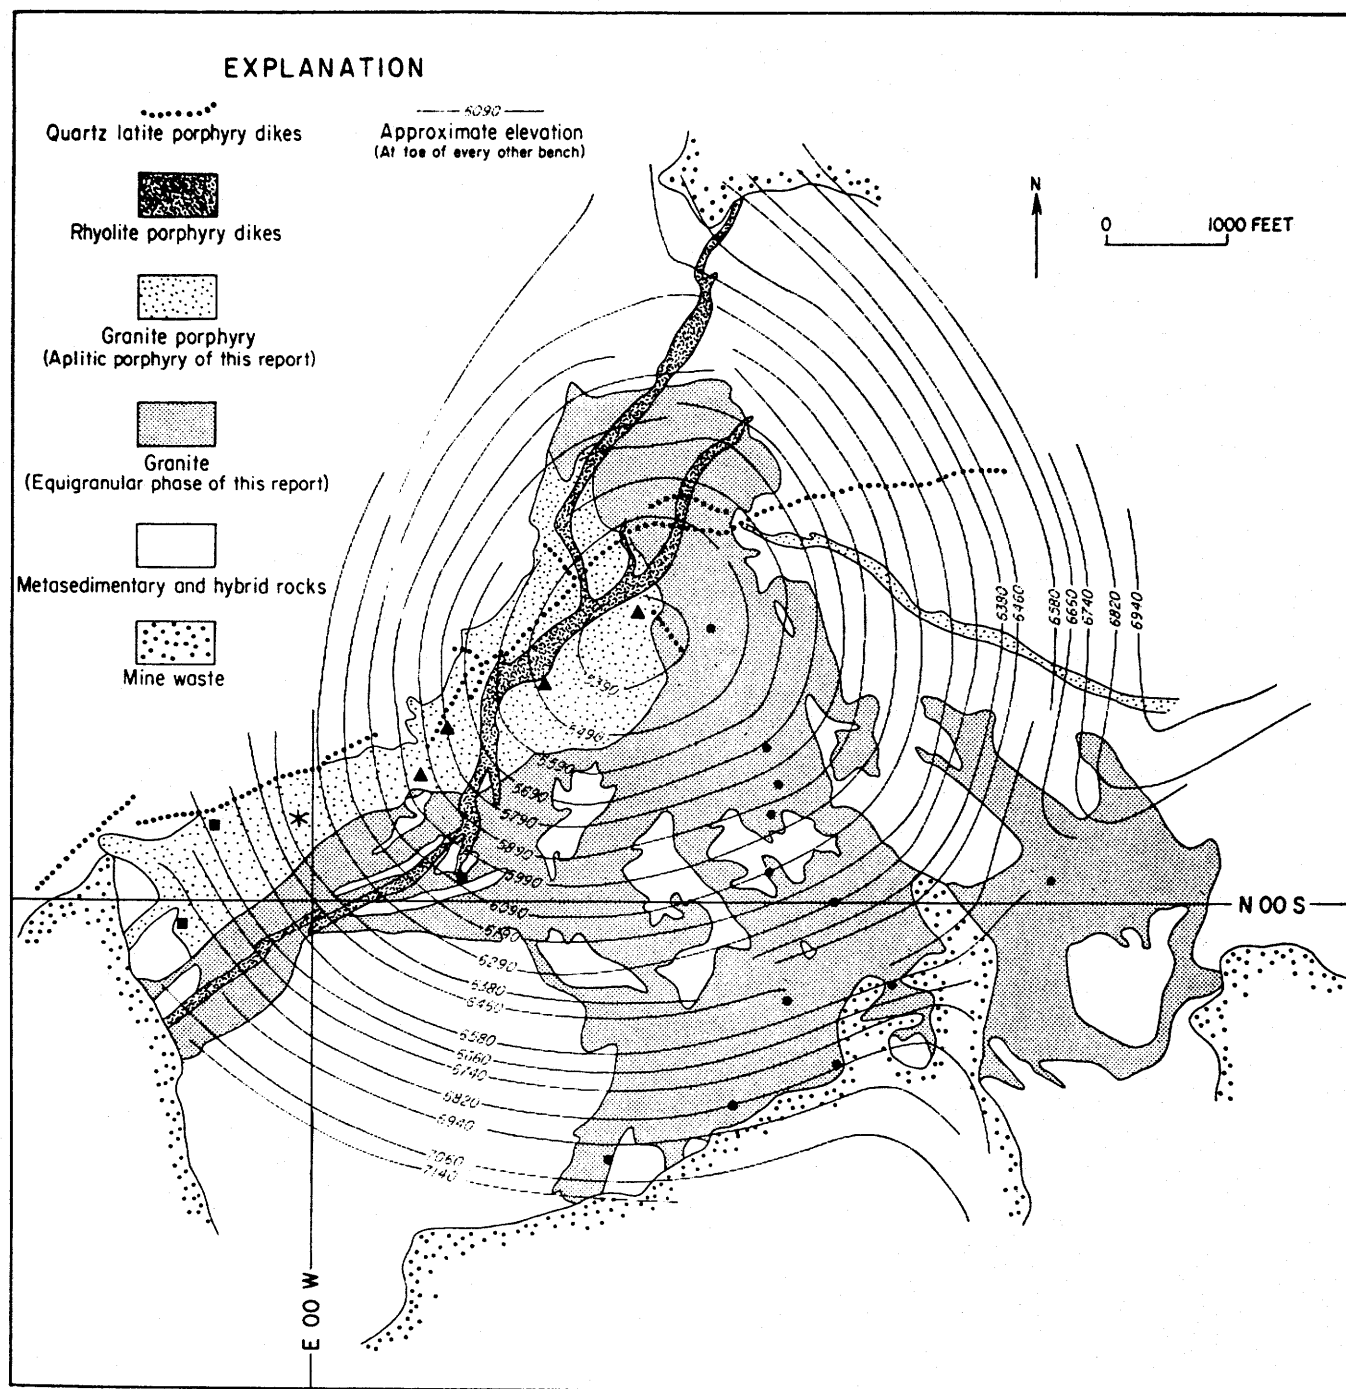 EXPLANATION
Quartz latite porphyry dikes
6090
Approximate elevation
(At toe of every other bench)
Rhyolite porphyry dikes
Granite porphyry
(Aplitic porphyry of this report)
Granite
(Equigranular phase of this report)
Metasedimentary and hybrid rocks
Mine waste
N
0 1000 FEET
6380
6460
6580
6660
6740
6820
6940
5390
5490
5590
5690
5790
5890
5990
6090
6190
6290
6380
6460
6580
6660
6740
6820
6940
7060
7140
N 00 S
E 00 W